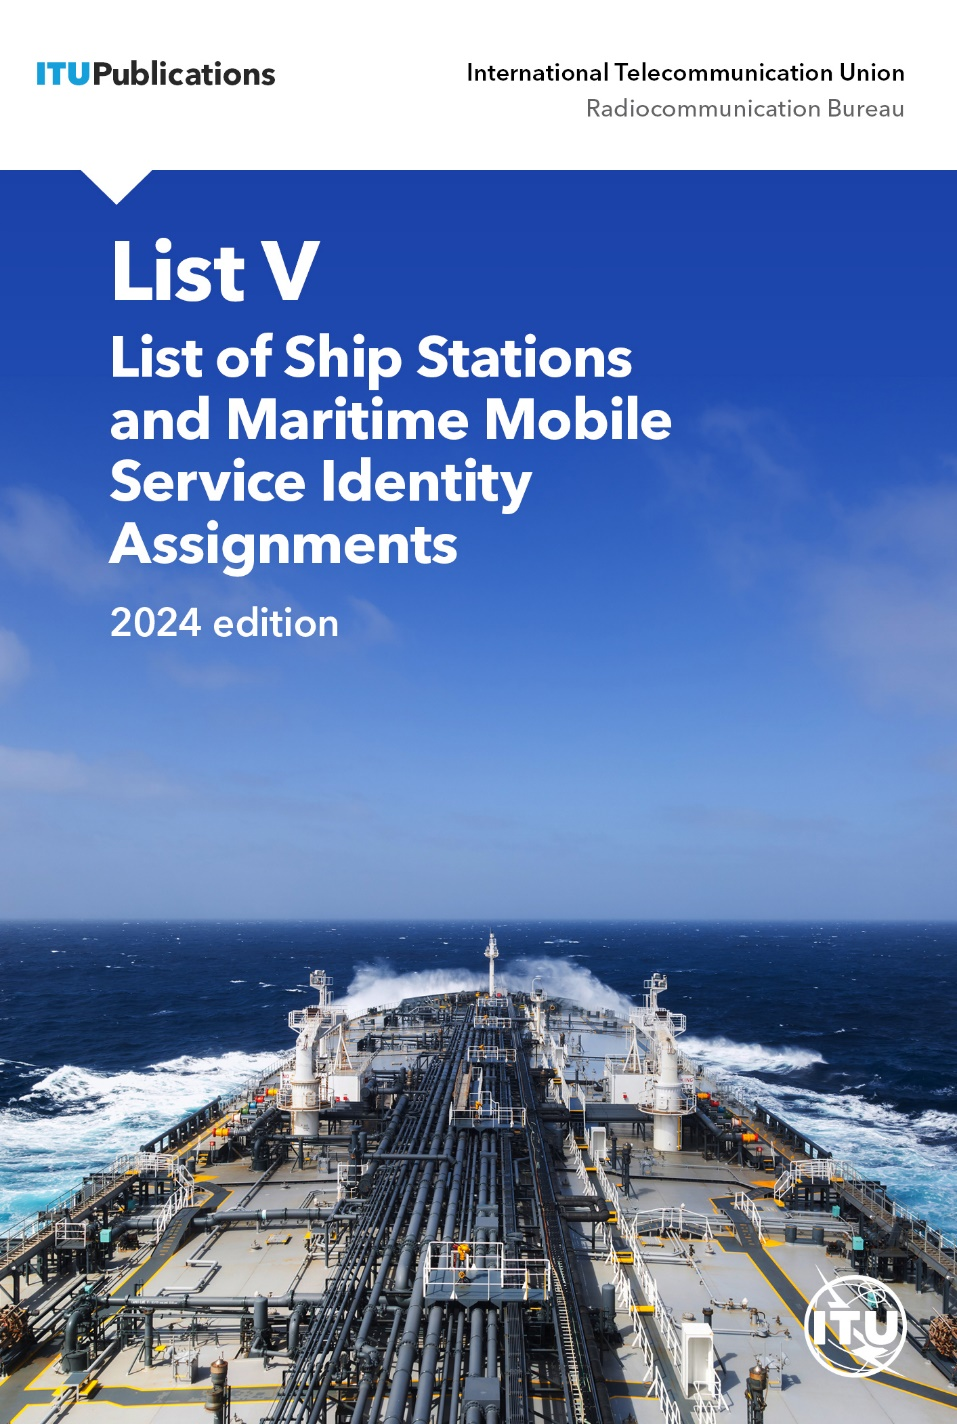 ITUPublications
International Telecommunication Union
Radiocommunication Bureau
List V
List of Ship Stations
and Maritime Mobile
Service Identity
Assignments
2024 edition
ITU